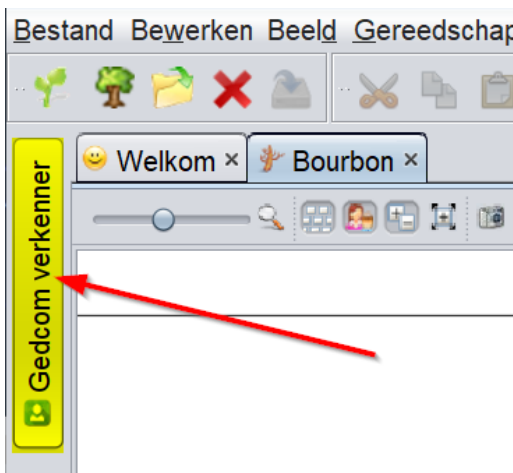 Bestand Bewerken Beeld Gereedschap
Welkom × Bourbon ×
Gedcom verkenner